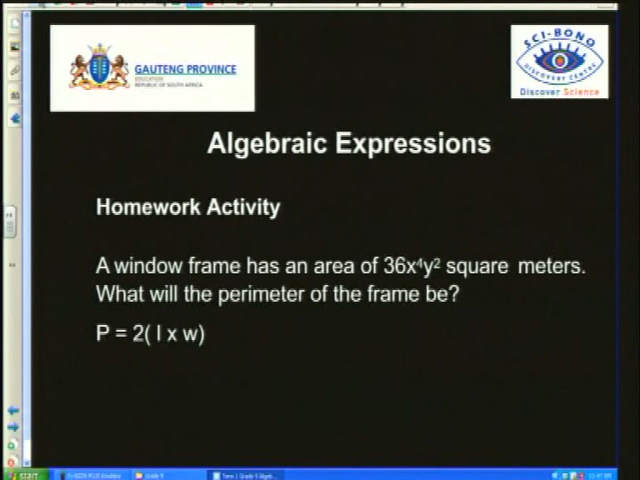 GAUTENG PROVINCE
EDUCATION
REPUBLIC OF SOUTH AFRICA
SCI-BONO
DISCOVERY CENTRE
Discover Science
Algebraic Expressions
Homework Activity
A window frame has an area of 36x⁴y² square meters.
What will the perimeter of the frame be?
P = 2( l x w)
start